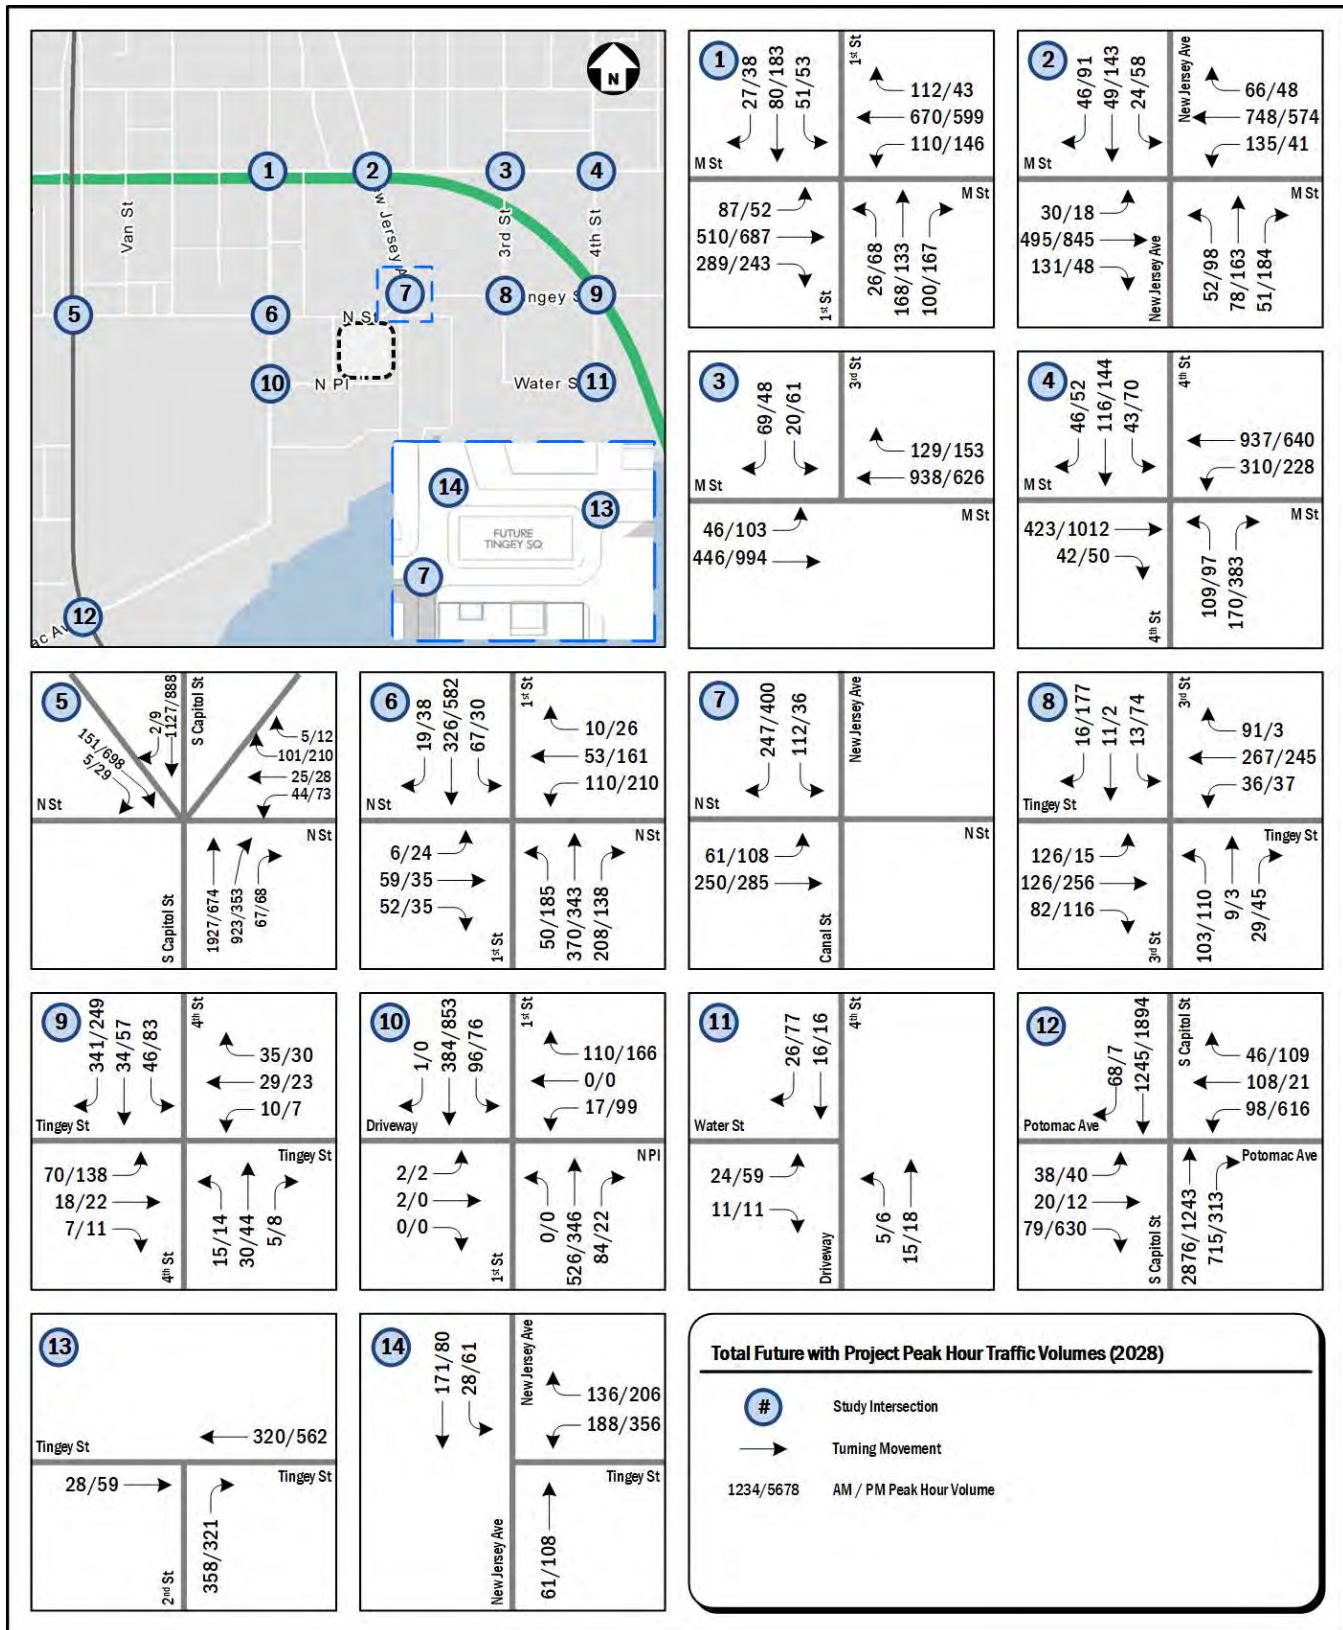 N
1
2
3
4
Van St
New Jersey A
3rd St
4th St
5
6
7
8
ngey S
9
N St
10
N Pl
Water S
11
14
13
FUTURE
TINGEY SQ
7
12
ac Av
1
27/38
80/183
51/53
1st St
112/43
670/599
110/146
M St
M St
87/52
510/687
289/243
1st St
26/68
168/133
100/167
2
46/91
49/143
24/58
New Jersey Ave
66/48
748/574
135/41
M St
M St
30/18
495/845
131/48
New Jersey Ave
52/98
78/163
51/184
3
69/48
20/61
3rd St
129/153
938/626
M St
M St
46/103
446/994
4
46/52
116/144
43/70
4th St
937/640
310/228
M St
M St
423/1012
42/50
4th St
109/97
170/383
5
151/698
5/29
2/9
1127/888
S Capitol St
5/12
101/210
25/28
44/73
N St
N St
S Capitol St
1927/674
923/353
67/68
6
19/38
326/582
67/30
1st St
10/26
53/161
110/210
N St
N St
6/24
59/35
52/35
1st St
50/185
370/343
208/138
7
247/400
112/36
New Jersey Ave
N St
N St
61/108
250/285
Canal St
8
16/177
11/2
13/74
3rd St
91/3
267/245
36/37
Tingey St
Tingey St
126/15
126/256
82/116
3rd St
103/110
9/3
29/45
9
341/249
34/57
46/83
4th St
35/30
29/23
10/7
Tingey St
Tingey St
70/138
18/22
7/11
4th St
15/14
30/44
5/8
10
1/0
384/853
96/76
1st St
110/166
0/0
17/99
Driveway
N Pl
2/2
2/0
0/0
1st St
0/0
526/346
84/22
11
26/77
16/16
4th St
Water St
24/59
11/11
Driveway
5/6
15/18
12
68/7
1245/1894
S Capitol St
46/109
108/21
98/616
Potomac Ave
Potomac Ave
38/40
20/12
79/630
S Capitol St
2876/1243
715/313
13
320/562
Tingey St
Tingey St
28/59
2nd St
358/321
14
171/80
28/61
New Jersey Ave
136/206
188/356
Tingey St
New Jersey Ave
61/108
Total Future with Project Peak Hour Traffic Volumes (2028)
# Study Intersection
Turning Movement
1234/5678 AM / PM Peak Hour Volume